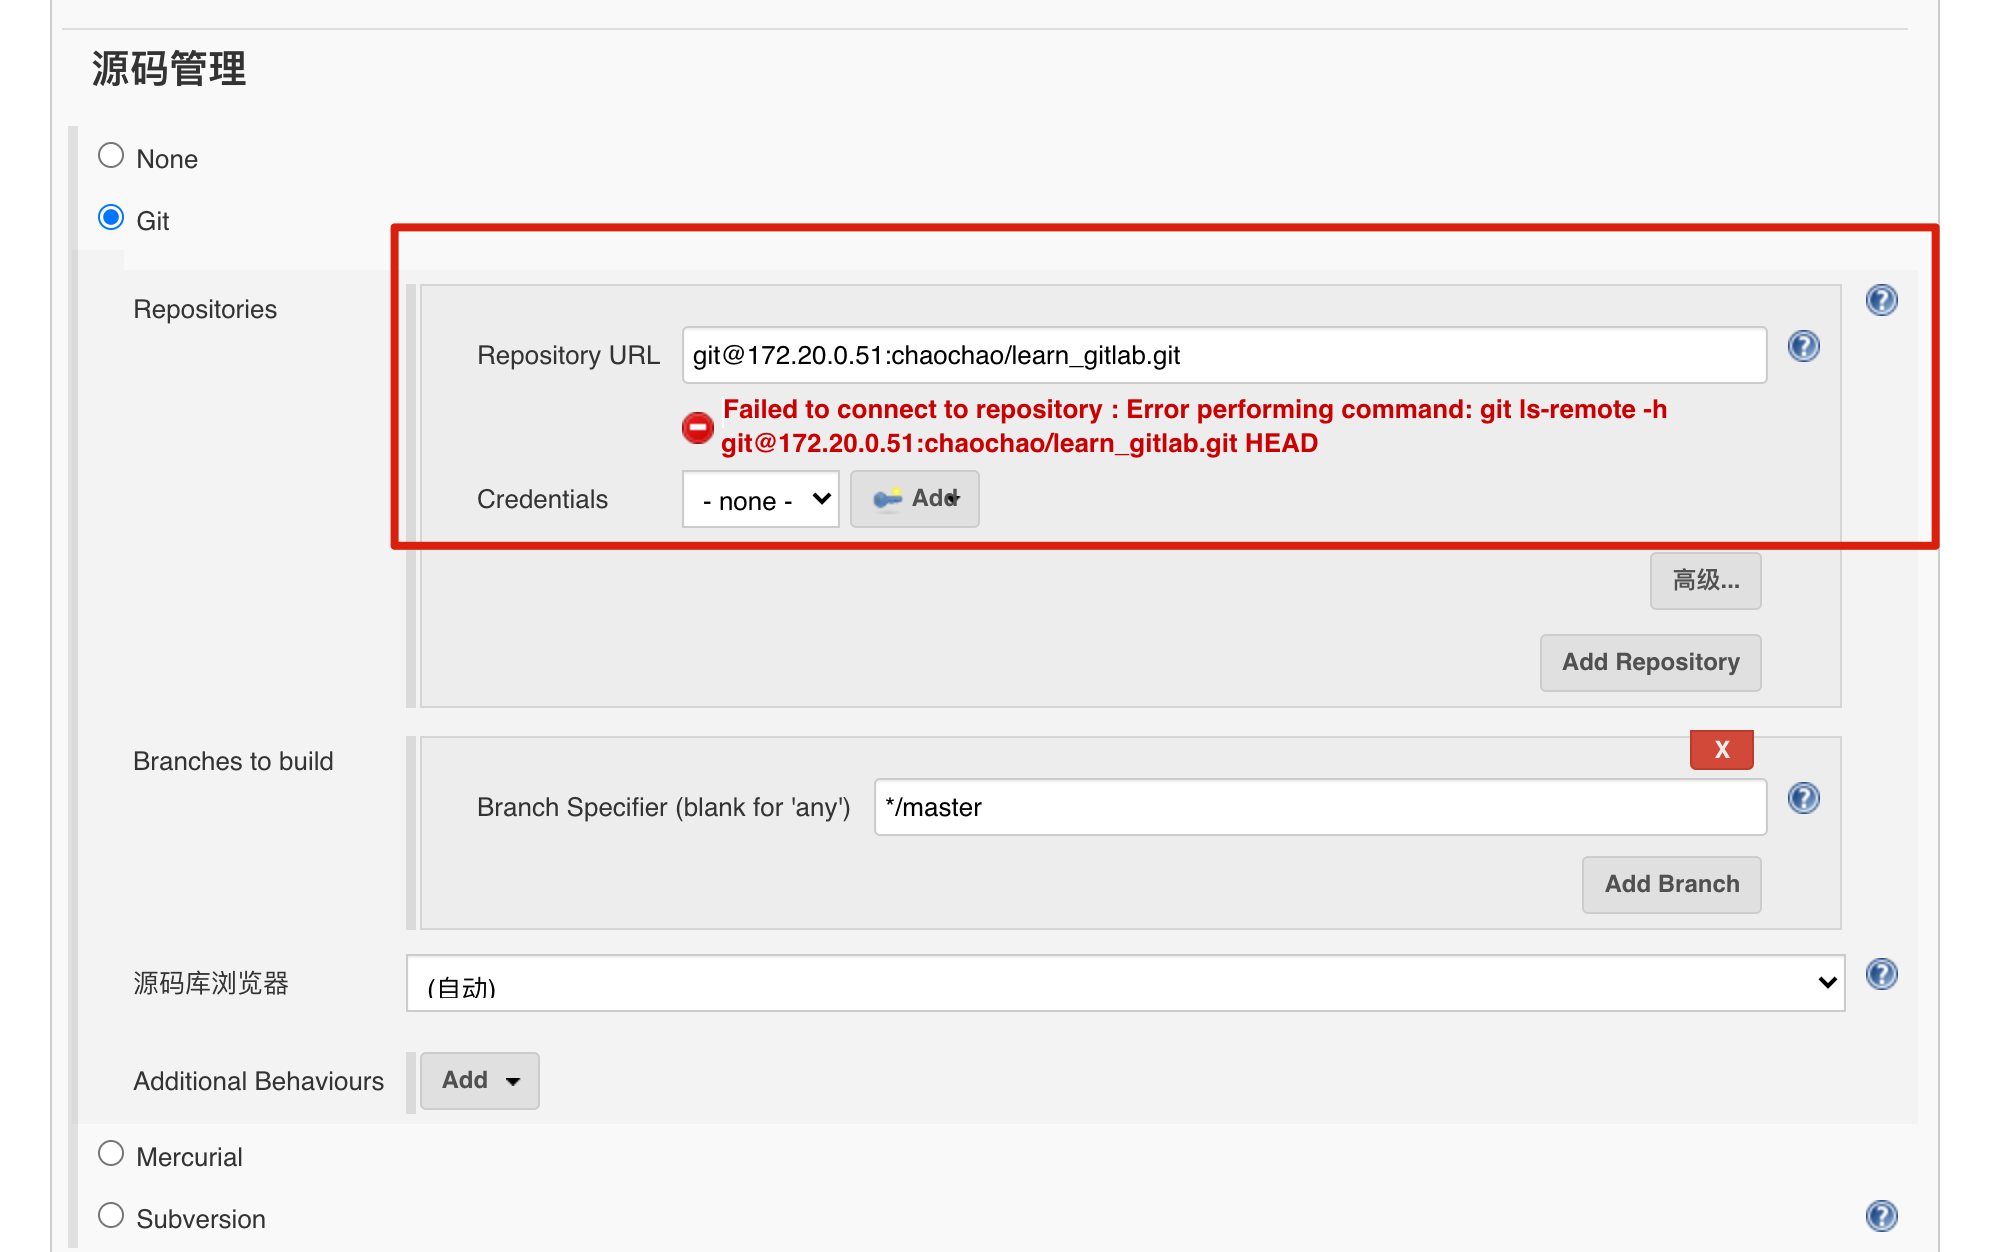 源码管理
None
Git
Repositories
Repository URL
git@172.20.0.51:chaochao/learn_gitlab.git
Failed to connect to repository : Error performing command: git ls-remote -h
git@172.20.0.51:chaochao/learn_gitlab.git HEAD
Credentials
- none -
Add
高级...
Add Repository
Branches to build
X
Branch Specifier (blank for 'any')
*/master
Add Branch
源码库浏览器
(自动)
Additional Behaviours
Add
Mercurial
Subversion